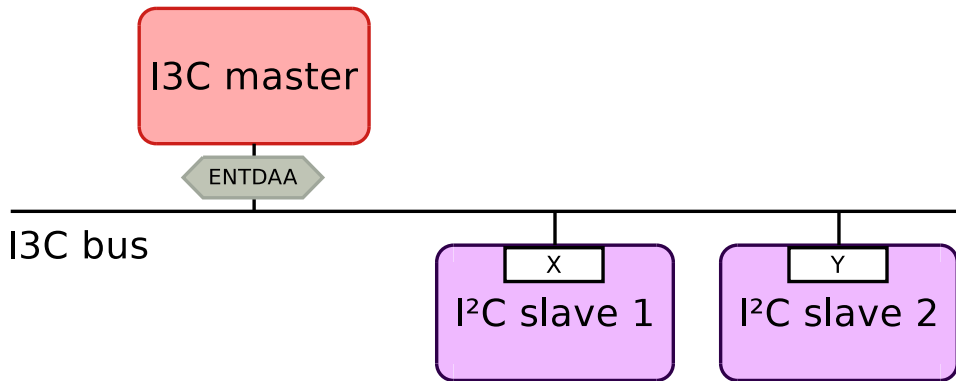 I3C master
ENTDAA
I3C bus
X
Y
I²C slave 1
I²C slave 2